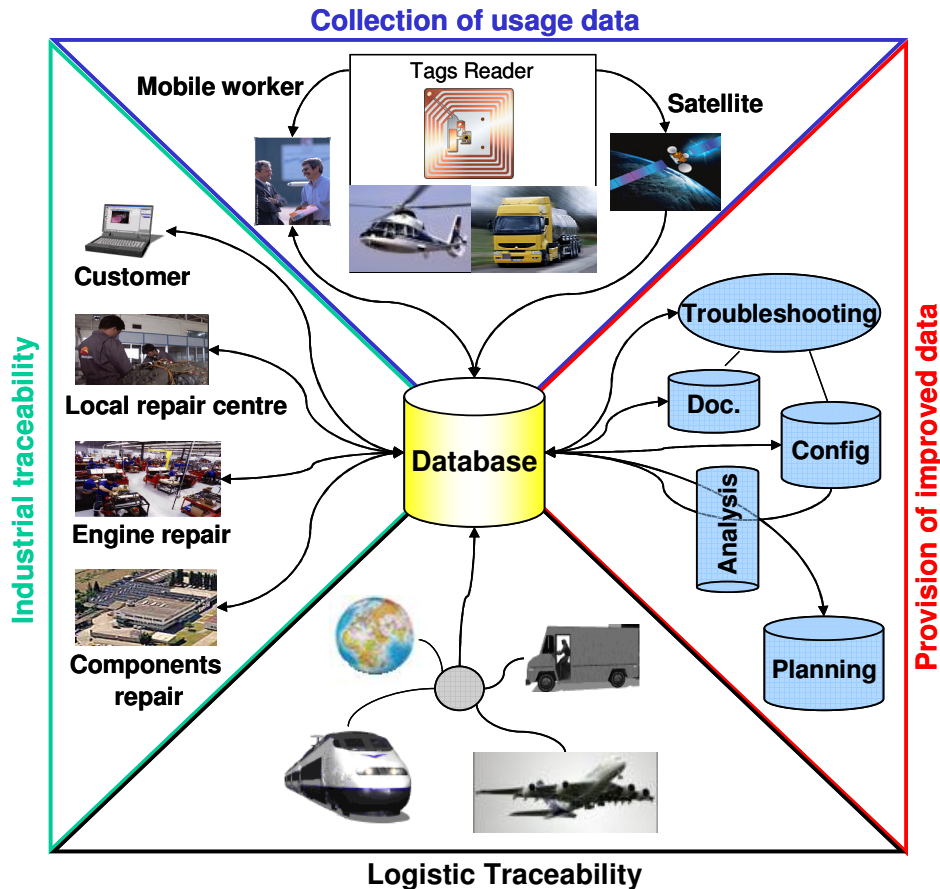 Collection of usage data
Tags Reader
Mobile worker
Satellite
Customer
Local repair centre
Engine repair
Components
repair
Industrial traceability
Database
Troubleshooting
Doc.
Config
Analysis
Planning
Provision of improved data
Logistic Traceability